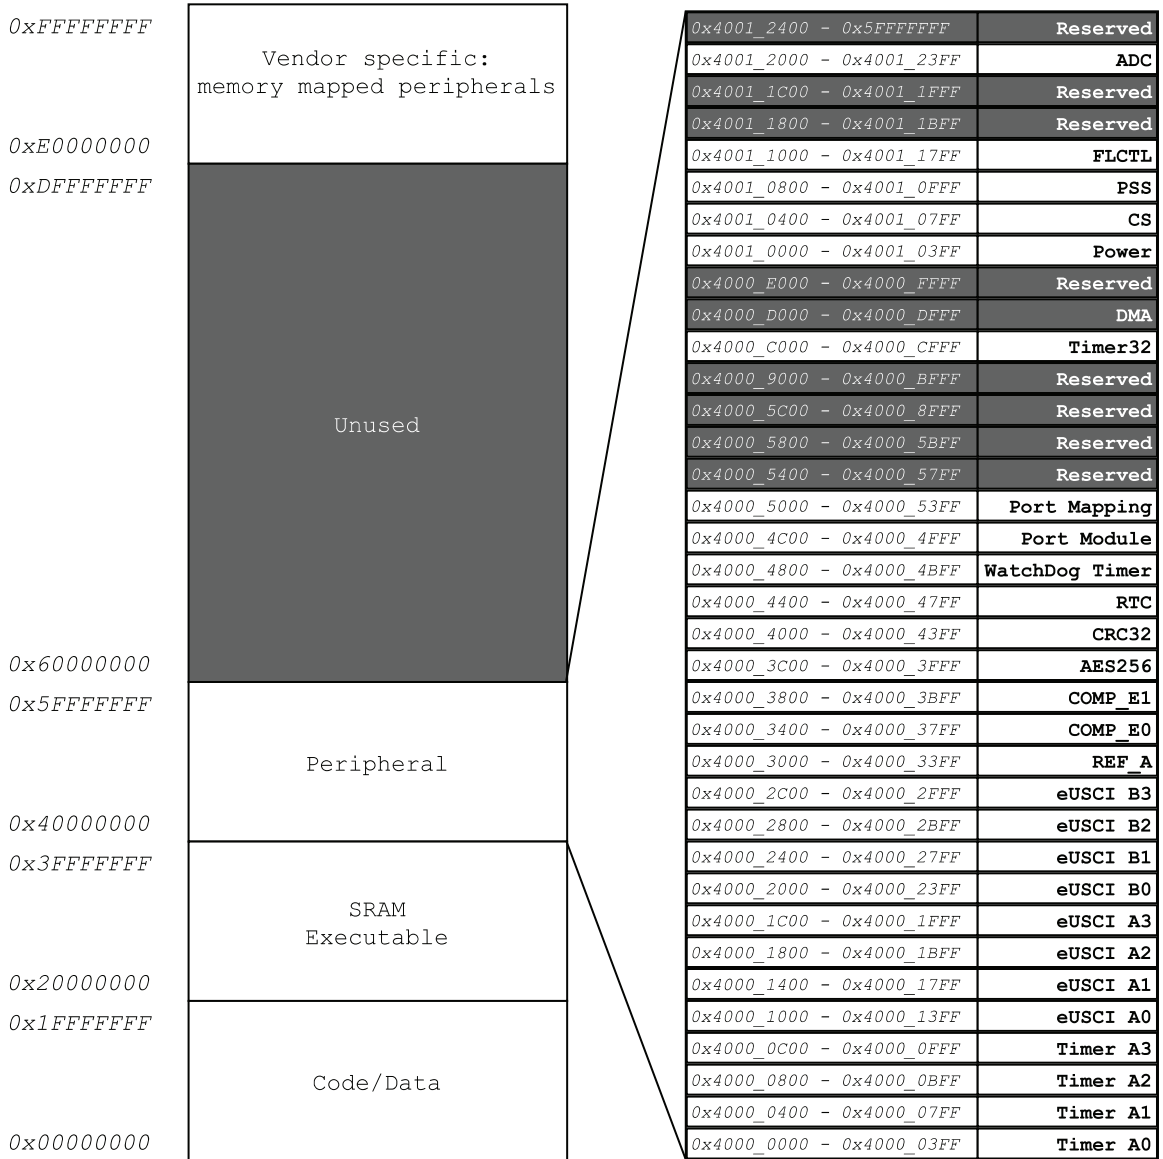 0xFFFFFFFF
Vendor specific:
memory mapped peripherals
0xE0000000
0xDFFFFFFF
Unused
0x60000000
0x5FFFFFFF
Peripheral
0x40000000
0x3FFFFFFF
SRAM
Executable
0x20000000
0x1FFFFFFF
Code/Data
0x00000000
0x4001_2400 - 0x5FFFFFFF Reserved
0x4001_2000 - 0x4001_23FF ADC
0x4001_1C00 - 0x4001_1FFF Reserved
0x4001_1800 - 0x4001_1BFF Reserved
0x4001_1000 - 0x4001_17FF FLCTL
0x4001_0800 - 0x4001_0FFF PSS
0x4001_0400 - 0x4001_07FF CS
0x4001_0000 - 0x4001_03FF Power
0x4000_E000 - 0x4000_FFFF Reserved
0x4000_D000 - 0x4000_DFFF DMA
0x4000_C000 - 0x4000_CFFF Timer32
0x4000_9000 - 0x4000_BFFF Reserved
0x4000_5C00 - 0x4000_8FFF Reserved
0x4000_5800 - 0x4000_5BFF Reserved
0x4000_5400 - 0x4000_57FF Reserved
0x4000_5000 - 0x4000_53FF Port Mapping
0x4000_4C00 - 0x4000_4FFF Port Module
0x4000_4800 - 0x4000_4BFF WatchDog Timer
0x4000_4400 - 0x4000_47FF RTC
0x4000_4000 - 0x4000_43FF CRC32
0x4000_3C00 - 0x4000_3FFF AES256
0x4000_3800 - 0x4000_3BFF COMP_E1
0x4000_3400 - 0x4000_37FF COMP_E0
0x4000_3000 - 0x4000_33FF REF_A
0x4000_2C00 - 0x4000_2FFF eUSCI B3
0x4000_2800 - 0x4000_2BFF eUSCI B2
0x4000_2400 - 0x4000_27FF eUSCI B1
0x4000_2000 - 0x4000_23FF eUSCI B0
0x4000_1C00 - 0x4000_1FFF eUSCI A3
0x4000_1800 - 0x4000_1BFF eUSCI A2
0x4000_1400 - 0x4000_17FF eUSCI A1
0x4000_1000 - 0x4000_13FF eUSCI A0
0x4000_0C00 - 0x4000_0FFF Timer A3
0x4000_0800 - 0x4000_0BFF Timer A2
0x4000_0400 - 0x4000_07FF Timer A1
0x4000_0000 - 0x4000_03FF Timer A0